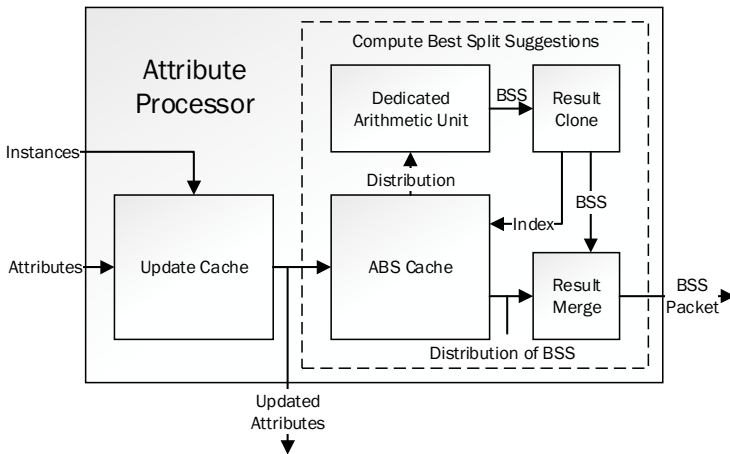 Compute Best Split Suggestions
Attribute
Processor
Dedicated
Arithmetic Unit
BSS
Result
Clone
Instances
Distribution
BSS
Index
Attributes
Update Cache
ABS Cache
Result
Merge
BSS
Packet
Distribution of BSS
Updated
Attributes